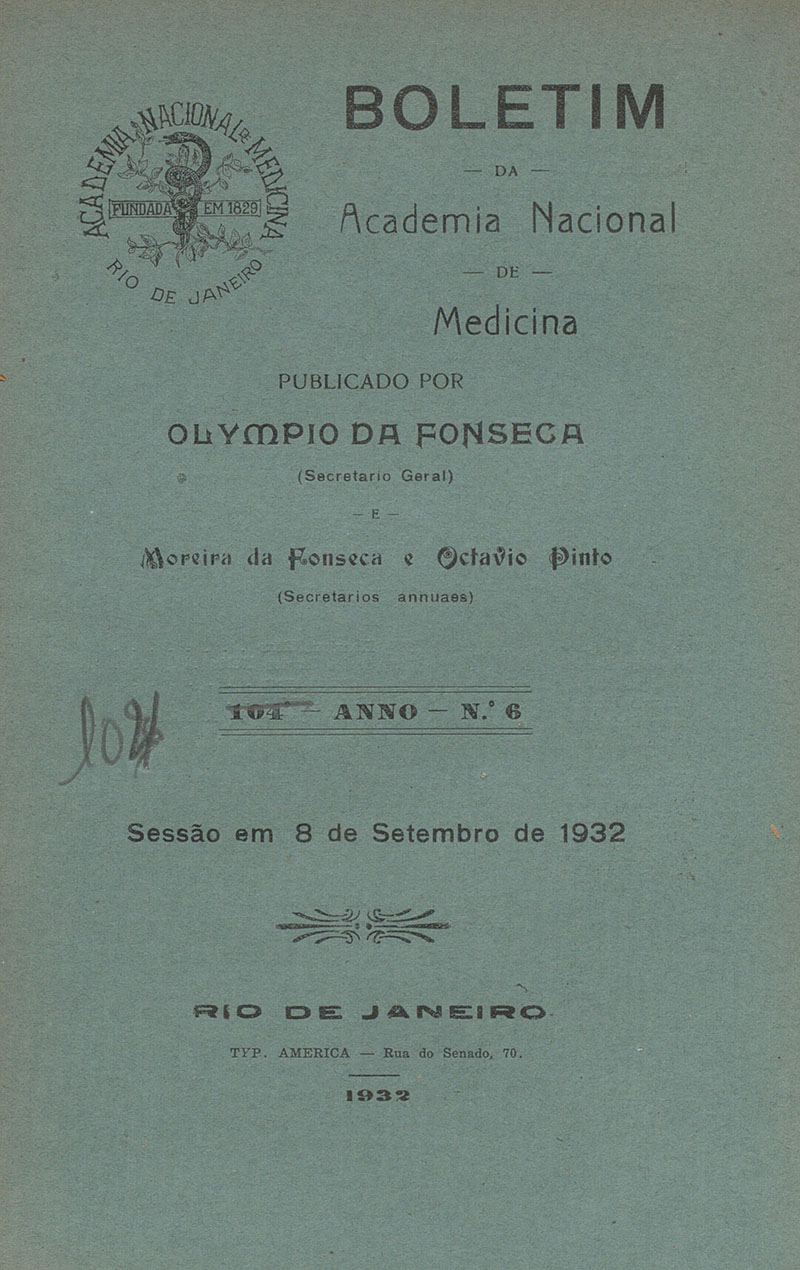 ACADEMIA NACIONAL DE MEDICINA
FUNDADA EM 1829
RIO DE JANEIRO
BOLETIM
— DA —
Academia Nacional
— DE —
Medicina
PUBLICADO POR
OLYMPIO DA FONSECA
(Secretario Geral)
— E —
Moreira da Fonseca e Octavio Pinto
(Secretarios annuaes)
104° — ANNO — N.° 6
Sessão em 8 de Setembro de 1932
RIO DE JANEIRO
TYP. AMERICA — Rua do Senado, 70.
1932